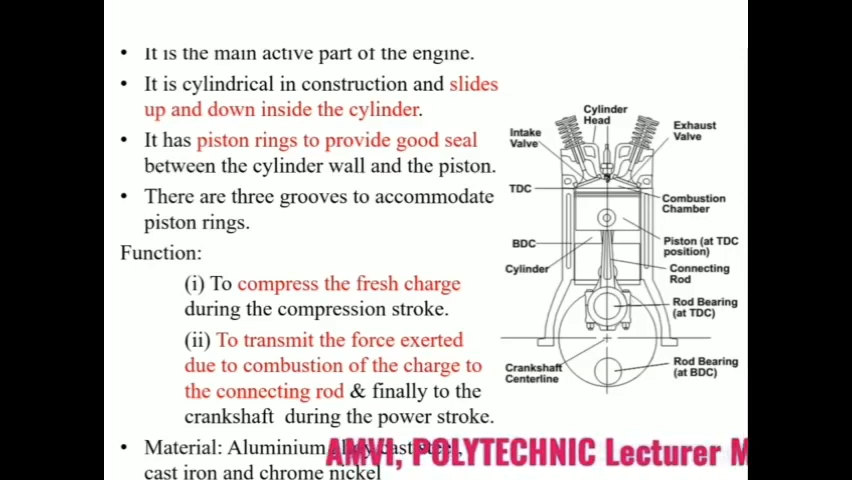 • It is the main active part of the engine.
• It is cylindrical in construction and slides
up and down inside the cylinder.
• It has piston rings to provide good seal
between the cylinder wall and the piston.
• There are three grooves to accommodate
piston rings.
Function:
(i) To compress the fresh charge
during the compression stroke.
(ii) To transmit the force exerted
due to combustion of the charge to
the connecting rod & finally to the
crankshaft during the power stroke.
• Material: Aluminium alloy, cast steel,
cast iron and chrome nickel
Cylinder
Head
Intake
Valve
Exhaust
Valve
TDC
Combustion
Chamber
BDC
Piston (at TDC
position)
Cylinder
Connecting
Rod
Rod Bearing
(at TDC)
Crankshaft
Centerline
Rod Bearing
(at BDC)
AMVI, POLYTECHNIC Lecturer M